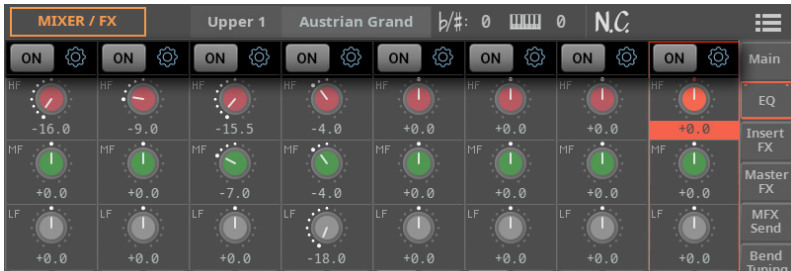 MIXER / FX Upper 1 Austrian Grand b/#: 0 0 N.C.
ON ON ON ON ON ON ON ON Main
HF HF HF HF HF HF HF HF EQ
-16.0 -9.0 -15.5 -4.0 +0.0 +0.0 +0.0 +0.0
Insert
FX
MF MF MF MF MF MF MF MF
+0.0 +0.0 -7.0 -4.0 +0.0 +0.0 +0.0 +0.0
Master
FX
LF LF LF LF LF LF LF LF
+0.0 +0.0 +0.0 -18.0 +0.0 +0.0 +0.0 +0.0
MFX
Send
Bend
Tuning